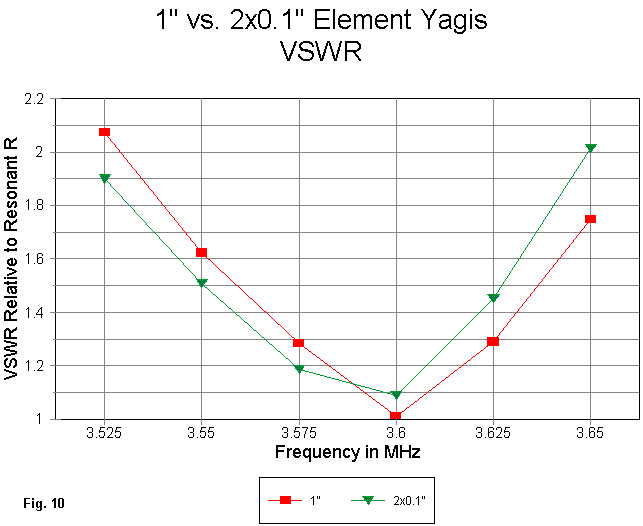 1" vs. 2x0.1" Element Yagis
VSWR
VSWR Relative to Resonant R
2.2
2
1.8
1.6
1.4
1.2
1
3.525
3.55
3.575
3.6
3.625
3.65
Frequency in MHz
1"
2x0.1"
Fig. 10